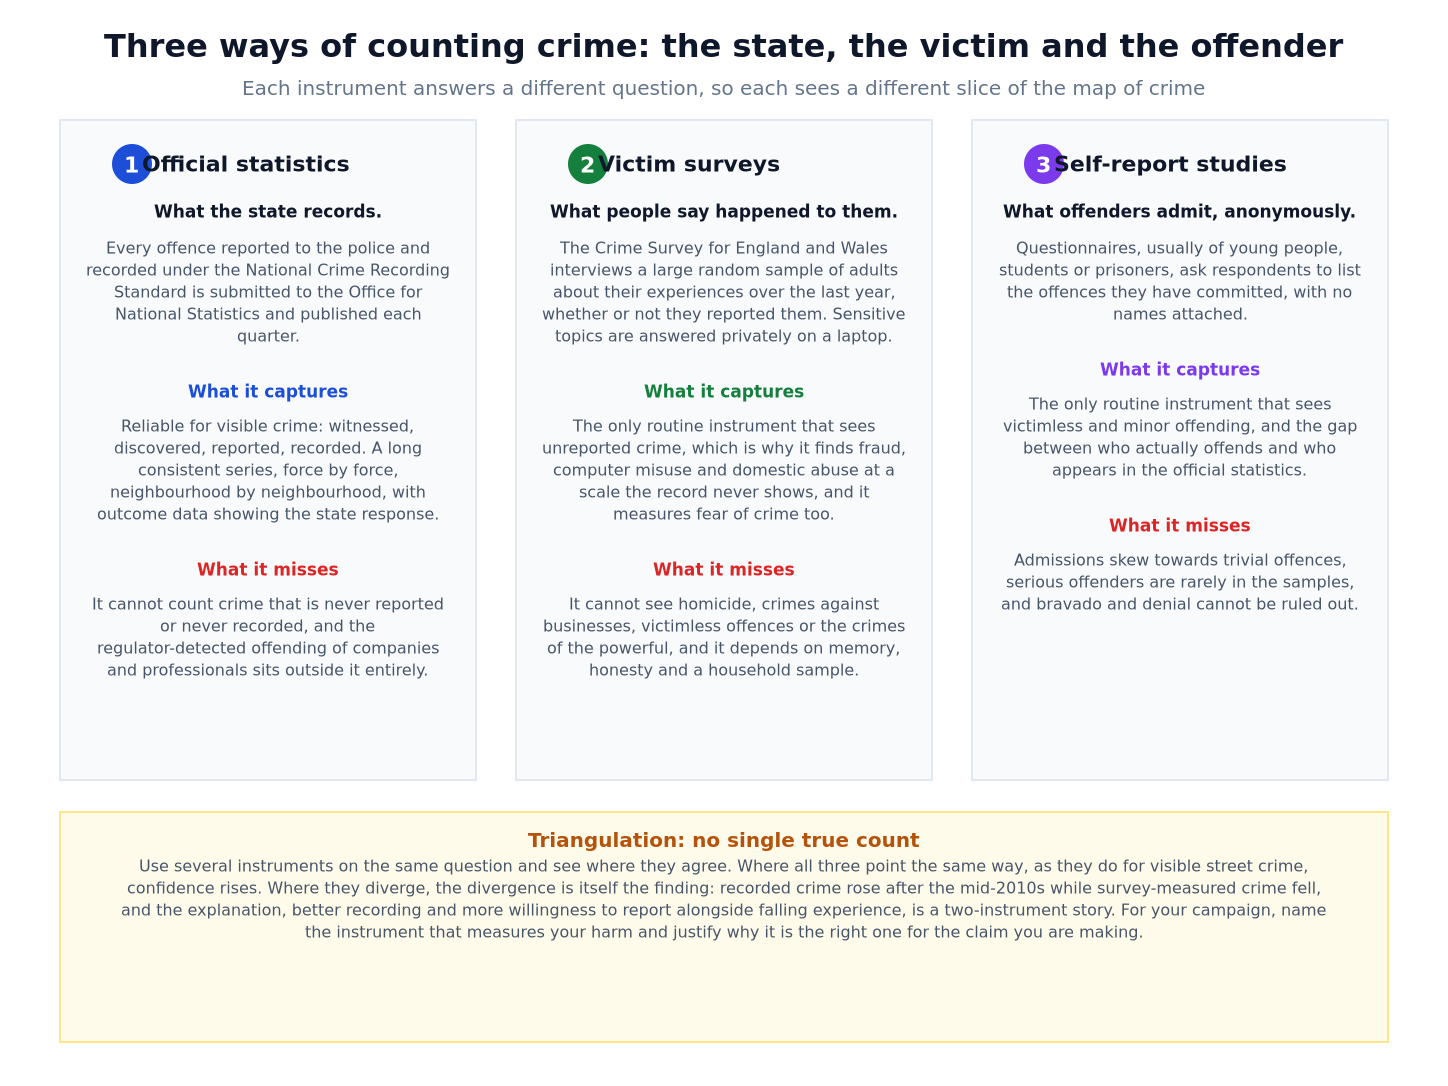 Three ways of counting crime: the state, the victim and the offender
Each instrument answers a different question, so each sees a different slice of the map of crime
1 Official statistics
What the state records.
Every offence reported to the police and
recorded under the National Crime Recording
Standard is submitted to the Office for
National Statistics and published each
quarter.
What it captures
Reliable for visible crime: witnessed,
discovered, reported, recorded. A long
consistent series, force by force,
neighbourhood by neighbourhood, with
outcome data showing the state response.
What it misses
It cannot count crime that is never reported
or never recorded, and the
regulator-detected offending of companies
and professionals sits outside it entirely.
2 Victim surveys
What people say happened to them.
The Crime Survey for England and Wales
interviews a large random sample of adults
about their experiences over the last year,
whether or not they reported them. Sensitive
topics are answered privately on a laptop.
What it captures
The only routine instrument that sees
unreported crime, which is why it finds fraud,
computer misuse and domestic abuse at a
scale the record never shows, and it
measures fear of crime too.
What it misses
It cannot see homicide, crimes against
businesses, victimless offences or the crimes
of the powerful, and it depends on memory,
honesty and a household sample.
3 Self-report studies
What offenders admit, anonymously.
Questionnaires, usually of young people,
students or prisoners, ask respondents to list
the offences they have committed, with no
names attached.
What it captures
The only routine instrument that sees
victimless and minor offending, and the gap
between who actually offends and who
appears in the official statistics.
What it misses
Admissions skew towards trivial offences,
serious offenders are rarely in the samples,
and bravado and denial cannot be ruled out.
Triangulation: no single true count
Use several instruments on the same question and see where they agree. Where all three point the same way, as they do for visible street crime,
confidence rises. Where they diverge, the divergence is itself the finding: recorded crime rose after the mid-2010s while survey-measured crime fell,
and the explanation, better recording and more willingness to report alongside falling experience, is a two-instrument story. For your campaign, name
the instrument that measures your harm and justify why it is the right one for the claim you are making.